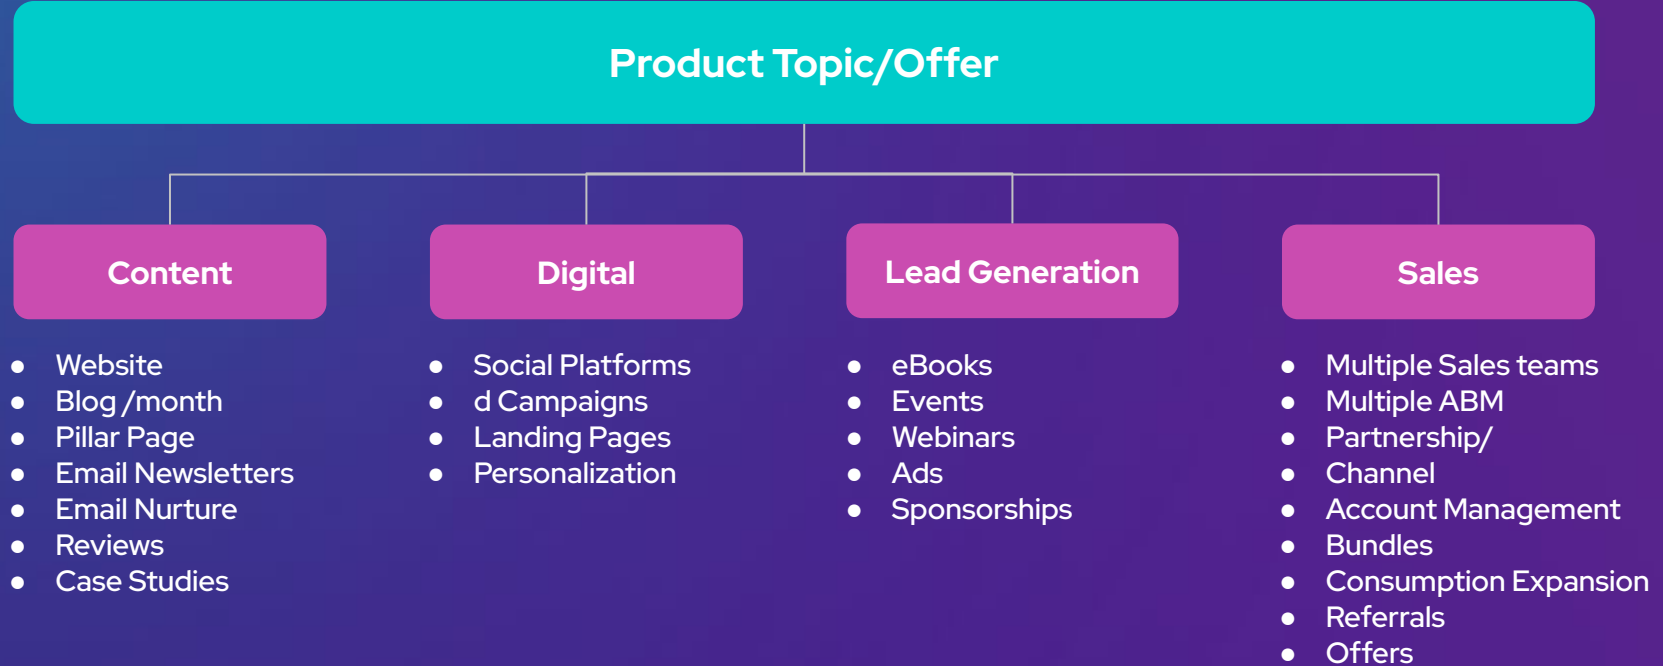 Product Topic/Offer
Content
Website
Blog /month
Pillar Page
Email Newsletters
Email Nurture
Reviews
Case Studies
Digital
Social Platforms
d Campaigns
Landing Pages
Personalization
Lead Generation
eBooks
Events
Webinars
Ads
Sponsorships
Sales
Multiple Sales teams
Multiple ABM
Partnership/
Channel
Account Management
Bundles
Consumption Expansion
Referrals
Offers